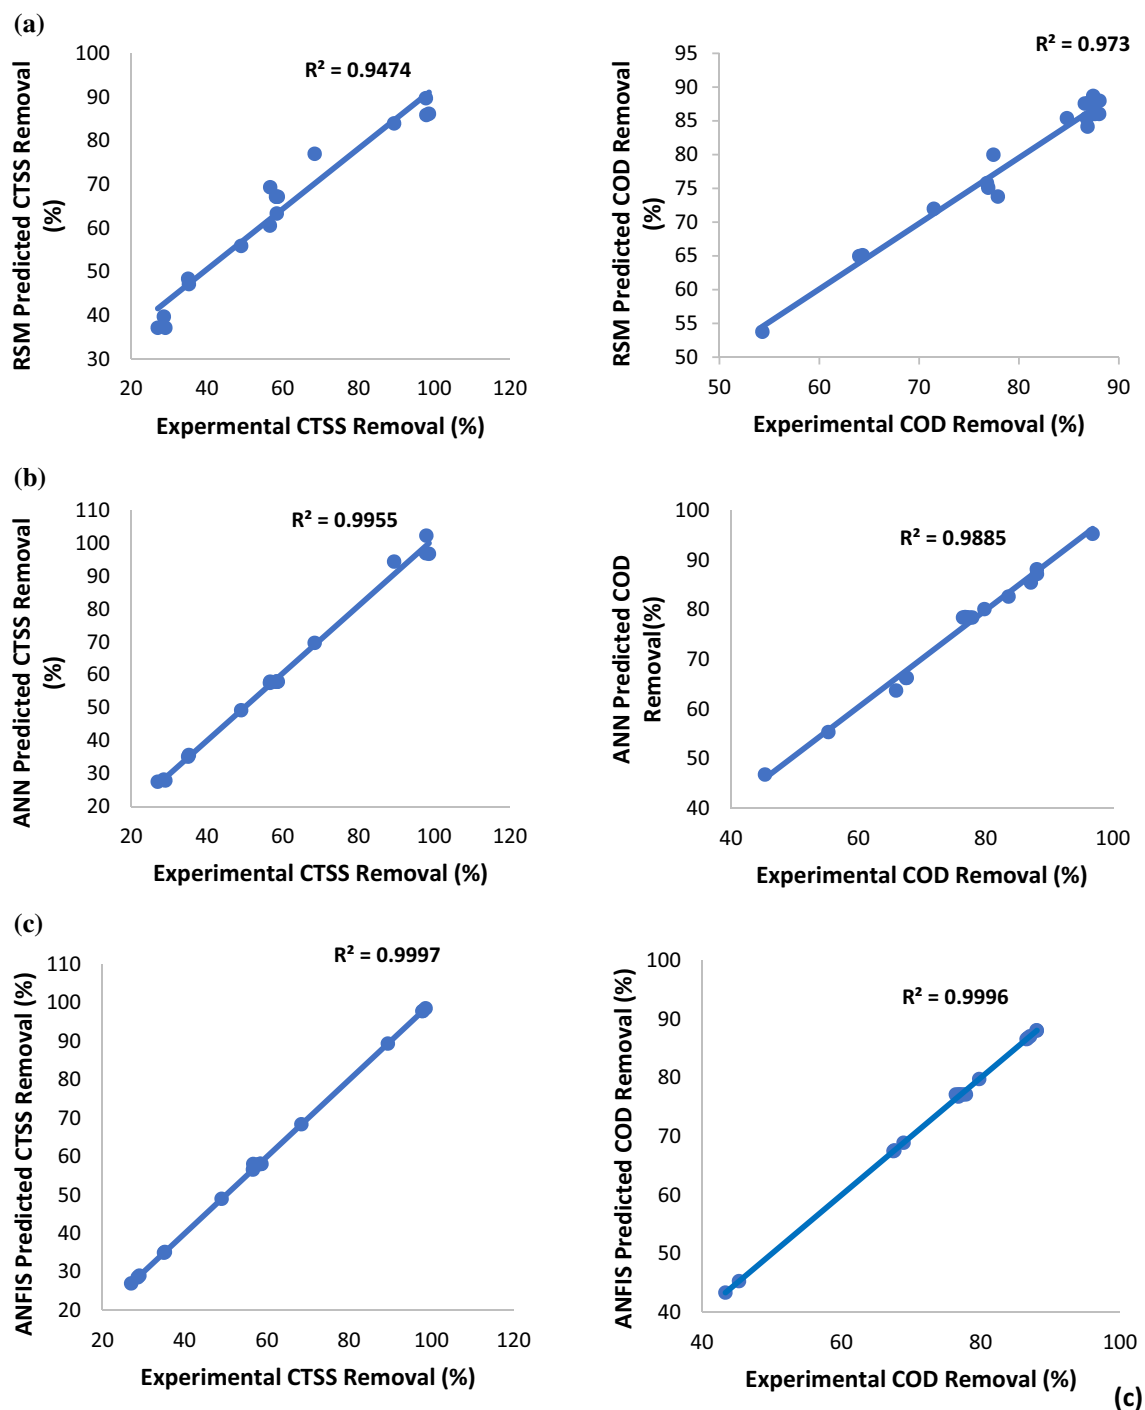 (a)
R² = 0.9474
RSM Predicted CTSS Removal
(%)
100
90
80
70
60
50
40
30
20 40 60 80 100 120
Expermental CTSS Removal (%)
R² = 0.973
RSM Predicted COD Removal
(%)
95
90
85
80
75
70
65
60
55
50
50 60 70 80 90
Experimental COD Removal (%)
(b)
R² = 0.9955
ANN Predicted CTSS Removal
(%)
110
100
90
80
70
60
50
40
30
20
20 40 60 80 100 120
Experimental CTSS Removal (%)
R² = 0.9885
ANN Predicted COD
Removal(%)
100
90
80
70
60
50
40
40 60 80 100
Experimental COD Removal (%)
(c)
R² = 0.9997
ANFIS Predicted CTSS Removal (%)
110
100
90
80
70
60
50
40
30
20
20 40 60 80 100 120
Experimental CTSS Removal (%)
R² = 0.9996
ANFIS Predicted COD Removal (%)
100
90
80
70
60
50
40
40 60 80 100
Experimental COD Removal (%)
(c)